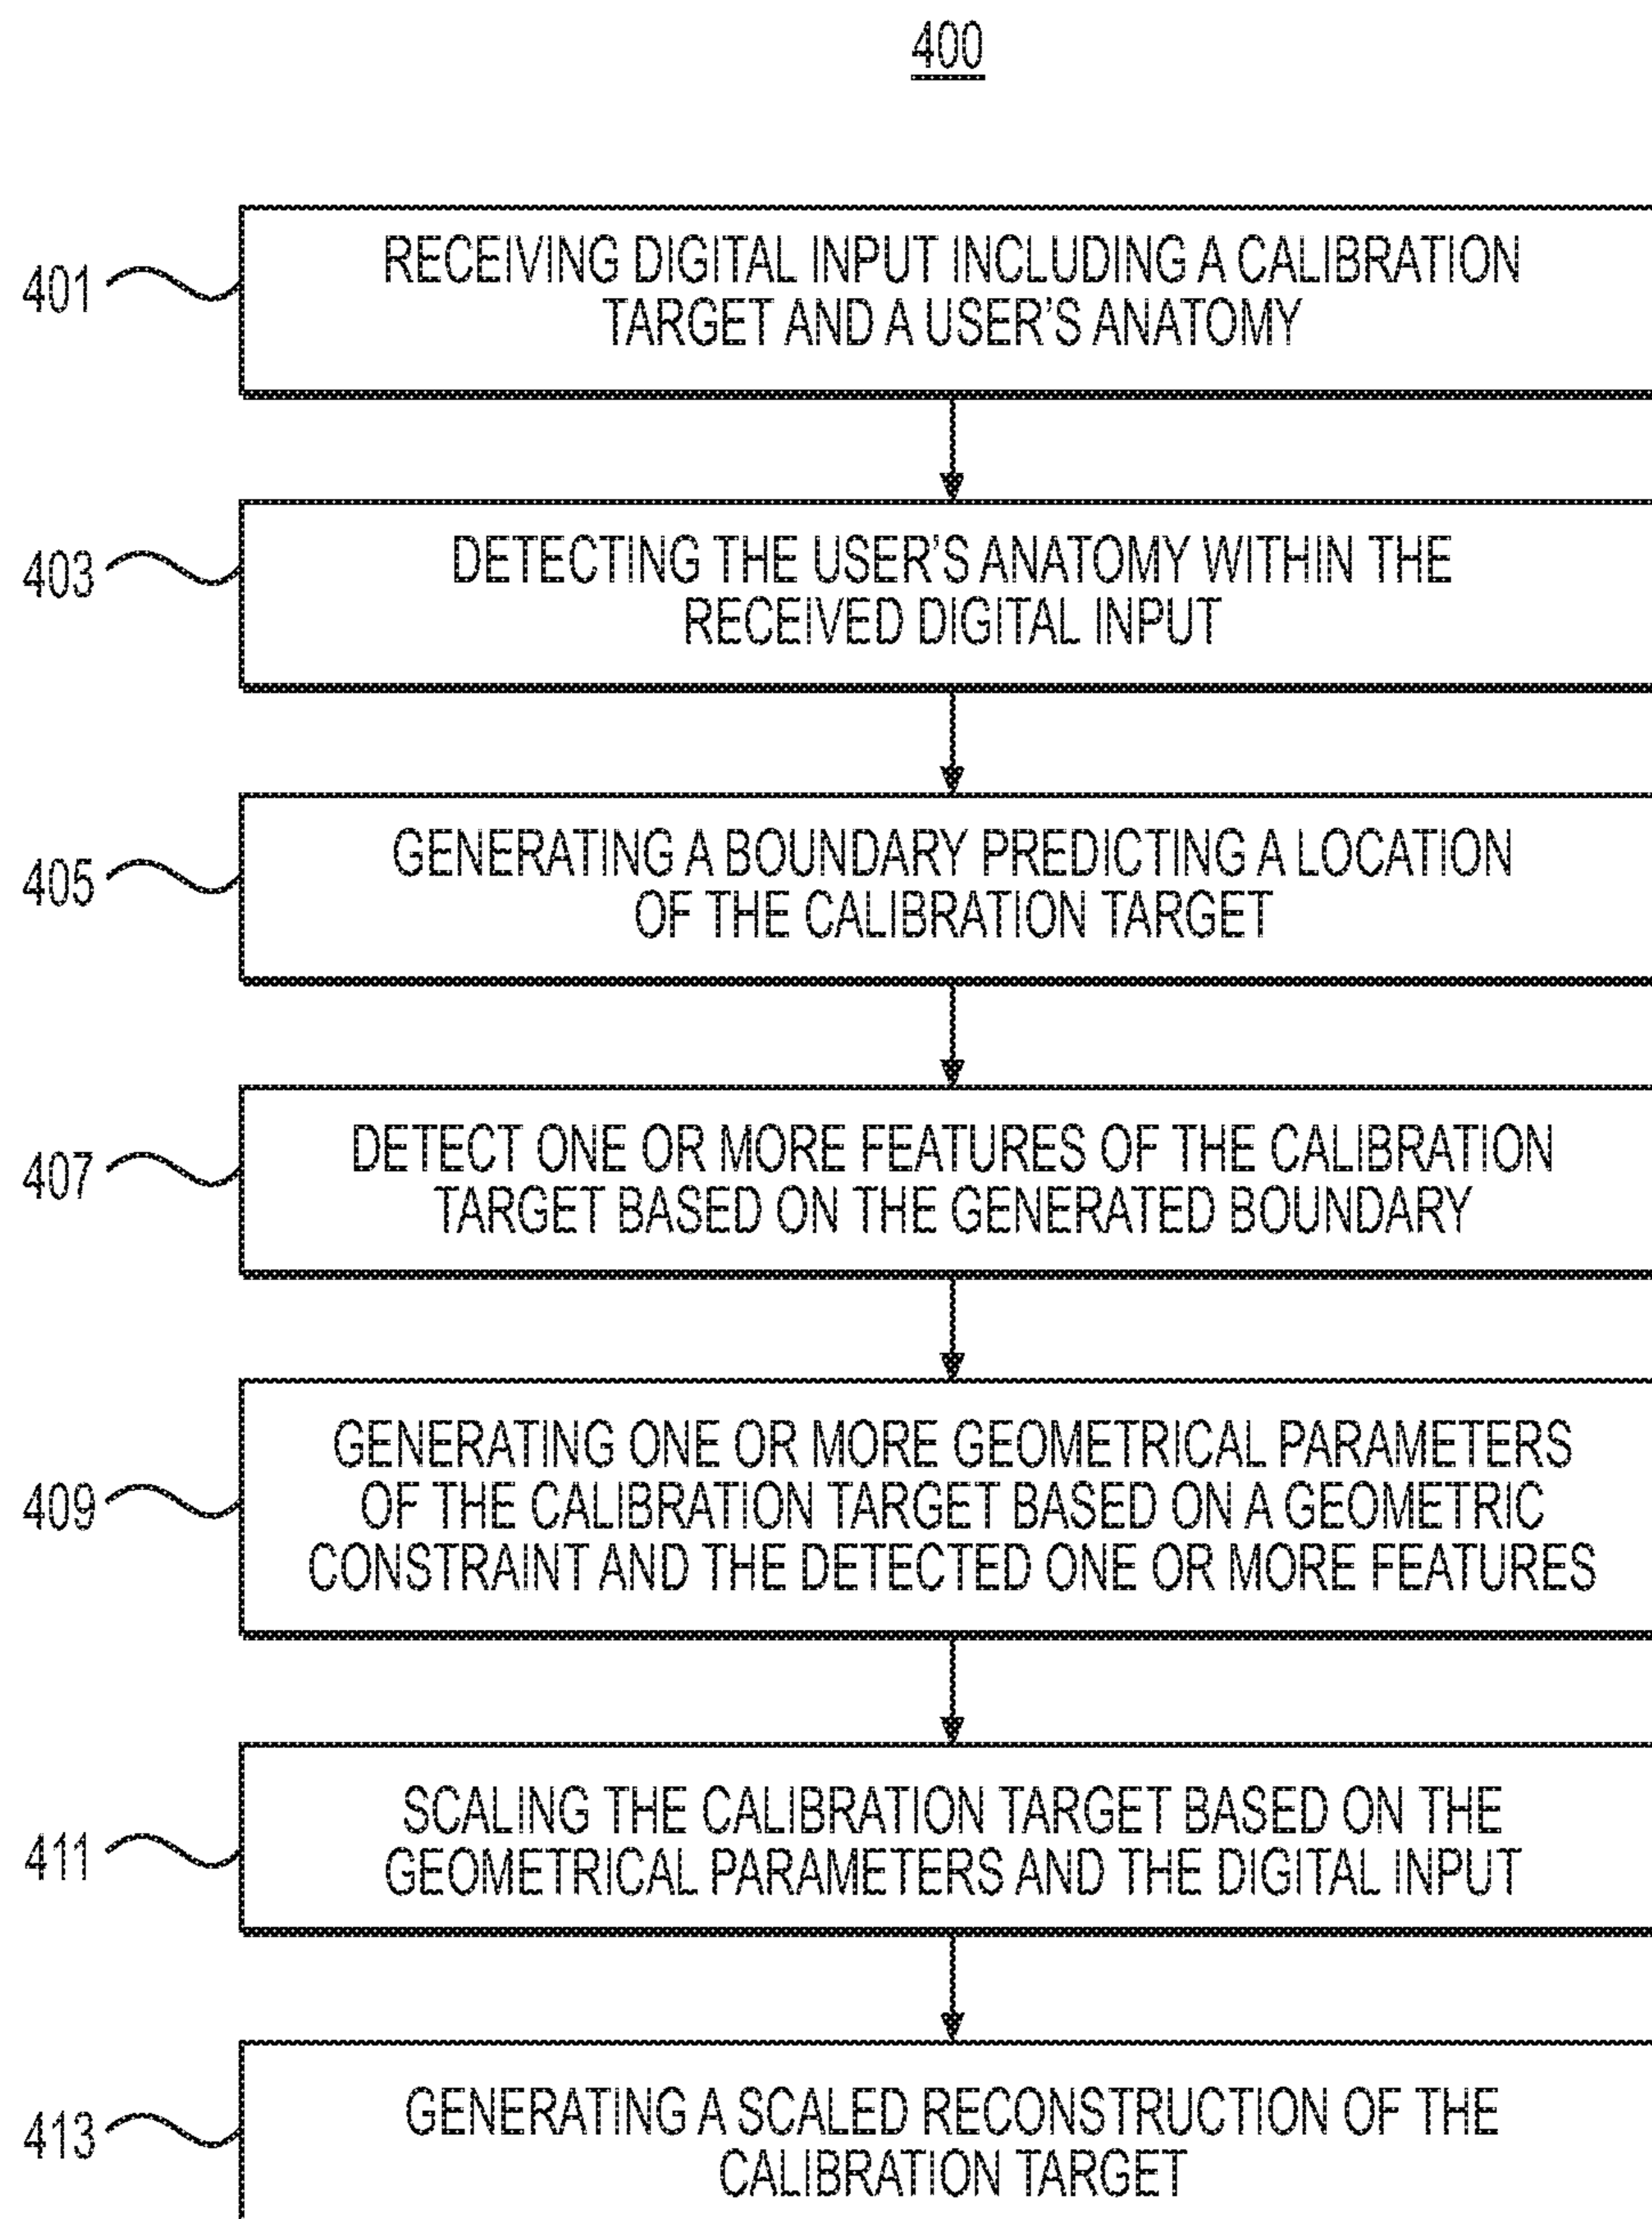 400
401
RECEIVING DIGITAL INPUT INCLUDING A CALIBRATION
TARGET AND A USER'S ANATOMY
403
DETECTING THE USER'S ANATOMY WITHIN THE
RECEIVED DIGITAL INPUT
405
GENERATING A BOUNDARY PREDICTING A LOCATION
OF THE CALIBRATION TARGET
407
DETECT ONE OR MORE FEATURES OF THE CALIBRATION
TARGET BASED ON THE GENERATED BOUNDARY
409
GENERATING ONE OR MORE GEOMETRICAL PARAMETERS
OF THE CALIBRATION TARGET BASED ON A GEOMETRIC
CONSTRAINT AND THE DETECTED ONE OR MORE FEATURES
411
SCALING THE CALIBRATION TARGET BASED ON THE
GEOMETRICAL PARAMETERS AND THE DIGITAL INPUT
413
GENERATING A SCALED RECONSTRUCTION OF THE
CALIBRATION TARGET